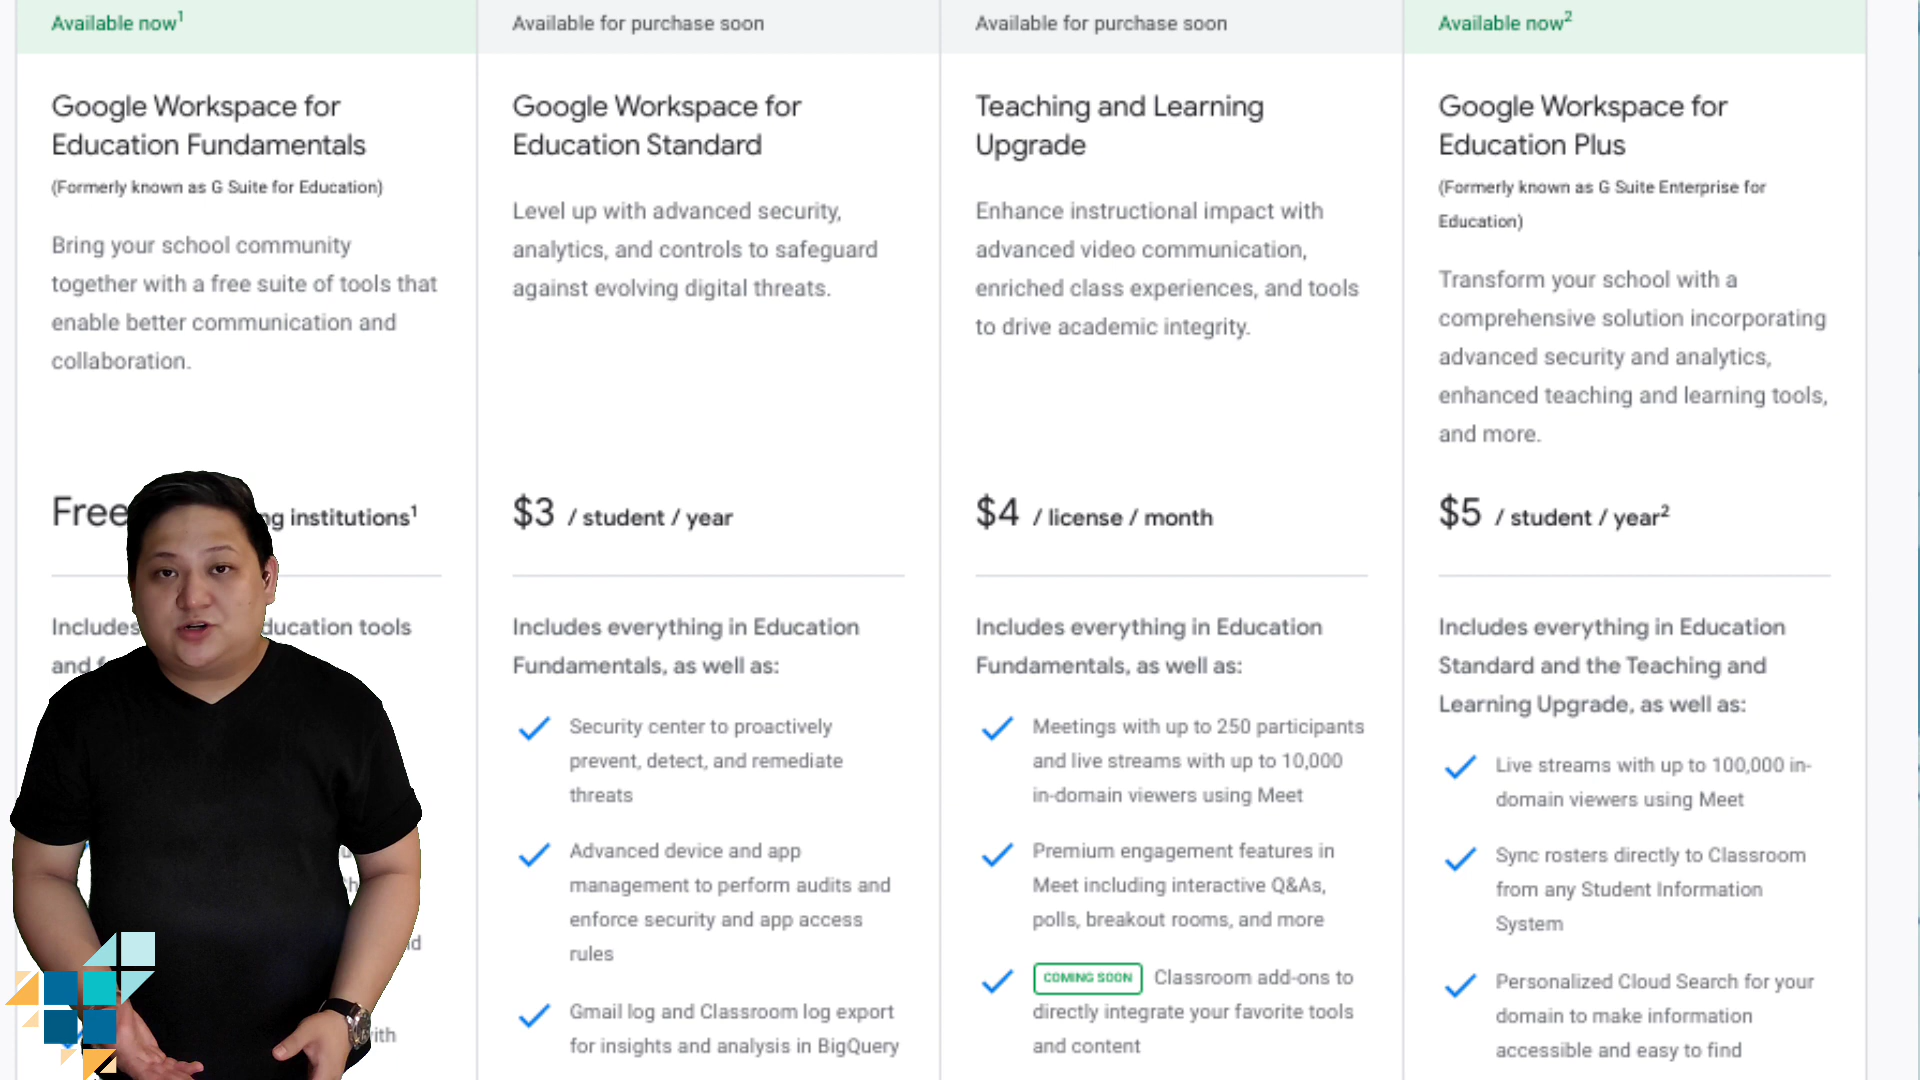 Available now¹
Google Workspace for
Education Fundamentals
(Formerly known as G Suite for Education)
Bring your school community
together with a free suite of tools that
enable better communication and
collaboration.
Free
institutions¹
Includes
education tools
and
Available for purchase soon
Google Workspace for
Education Standard
Level up with advanced security,
analytics, and controls to safeguard
against evolving digital threats.
$3 / student / year
Includes everything in Education
Fundamentals, as well as:
Security center to proactively
prevent, detect, and remediate
threats
Advanced device and app
management to perform audits and
enforce security and app access
rules
Gmail log and Classroom log export
for insights and analysis in BigQuery
Available for purchase soon
Teaching and Learning
Upgrade
Enhance instructional impact with
advanced video communication,
enriched class experiences, and tools
to drive academic integrity.
$4 / license / month
Includes everything in Education
Fundamentals, as well as:
Meetings with up to 250 participants
and live streams with up to 10,000
in-domain viewers using Meet
Premium engagement features in
Meet including interactive Q&As,
polls, breakout rooms, and more
COMING SOON Classroom add-ons to
directly integrate your favorite tools
and content
Available now²
Google Workspace for
Education Plus
(Formerly known as G Suite Enterprise for
Education)
Transform your school with a
comprehensive solution incorporating
advanced security and analytics,
enhanced teaching and learning tools,
and more.
$5 / student / year²
Includes everything in Education
Standard and the Teaching and
Learning Upgrade, as well as:
Live streams with up to 100,000 in-
domain viewers using Meet
Sync rosters directly to Classroom
from any Student Information
System
Personalized Cloud Search for your
domain to make information
accessible and easy to find